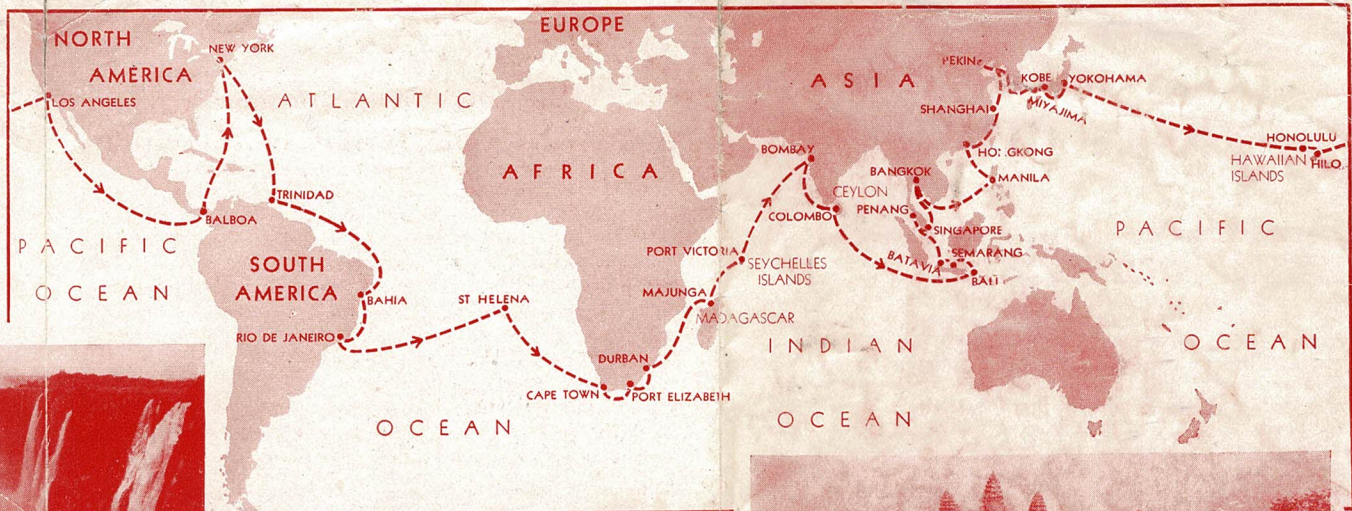 NORTH
AMERICA
NEW YORK
LOS ANGELES
ATLANTIC
EUROPE
ASIA
PEKIN
KOBE
YOKOHAMA
MIYAJIMA
SHANGHAI
HONGKONG
HONOLULU
HAWAIIAN
ISLANDS
HILO
AFRICA
BOMBAY
BANGKOK
MANILA
CEYLON
COLOMBO
PENANG
SINGAPORE
TRINIDAD
BALBOA
PACIFIC
OCEAN
PACIFIC
SOUTH
AMERICA
BAHIA
ST HELENA
RIO DE JANEIRO
PORT VICTORIA
SEYCHELLES
ISLANDS
BATAVIA
SEMARANG
BALI
MAJUNGA
MADAGASCAR
INDIAN
OCEAN
DURBAN
CAPE TOWN
PORT ELIZABETH
OCEAN
OCEAN